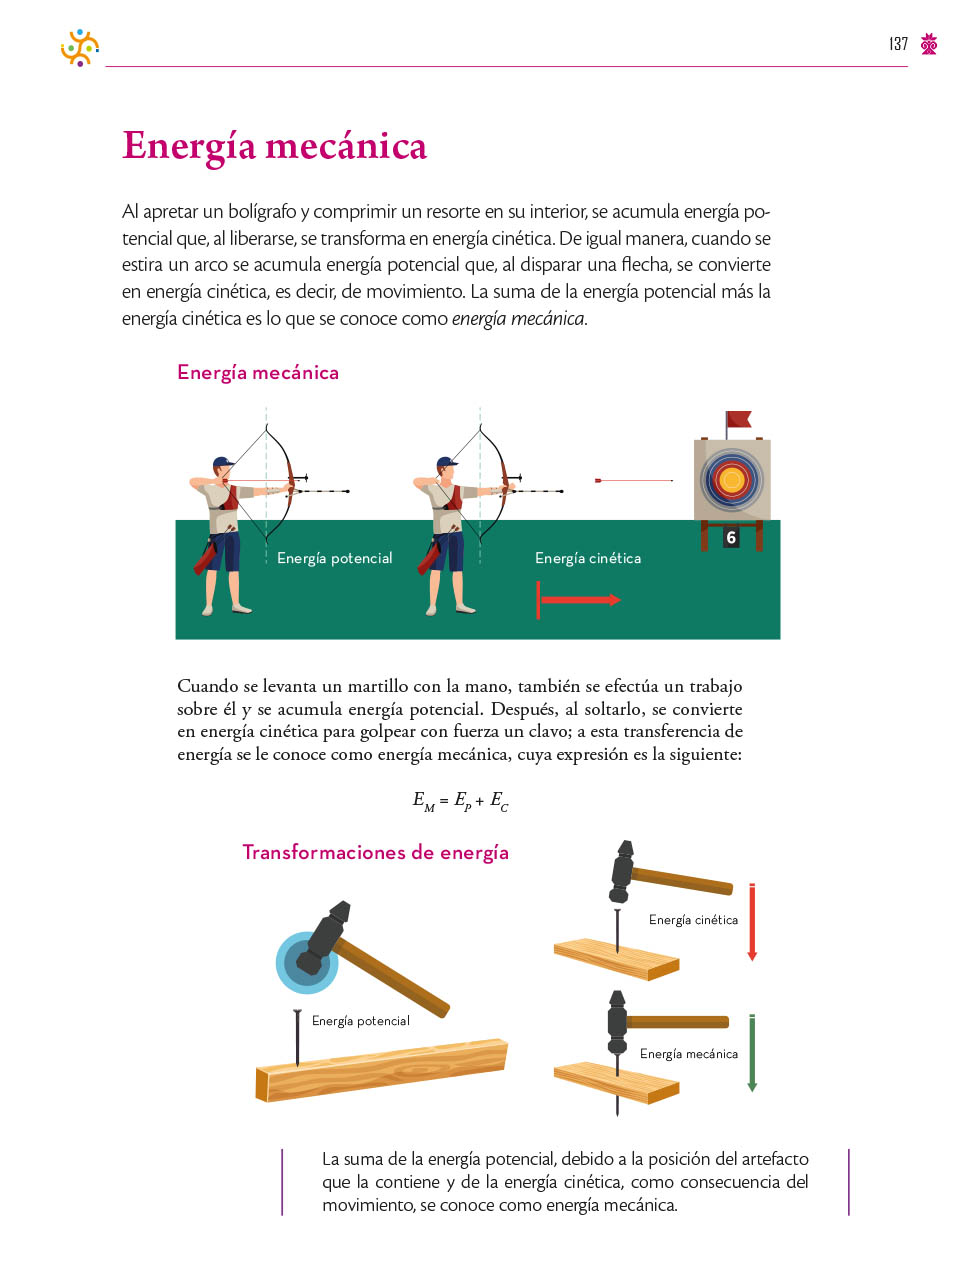 137
Energía mecánica
Al apretar un bolígrafo y comprimir un resorte en su interior, se acumula energía po-
tencial que, al liberarse, se transforma en energía cinética. De igual manera, cuando se
estira un arco se acumula energía potencial que, al disparar una flecha, se convierte
en energía cinética, es decir, de movimiento. La suma de la energía potencial más la
energía cinética es lo que se conoce como energía mecánica.
Energía mecánica
6
Energía potencial
Energía cinética
Cuando se levanta un martillo con la mano, también se efectúa un trabajo
sobre él y se acumula energía potencial. Después, al soltarlo, se convierte
en energía cinética para golpear con fuerza un clavo; a esta transferencia de
energía se le conoce como energía mecánica, cuya expresión es la siguiente:
E_M = E_P + E_C
Transformaciones de energía
Energía cinética
Energía potencial
Energía mecánica
La suma de la energía potencial, debido a la posición del artefacto
que la contiene y de la energía cinética, como consecuencia del
movimiento, se conoce como energía mecánica.